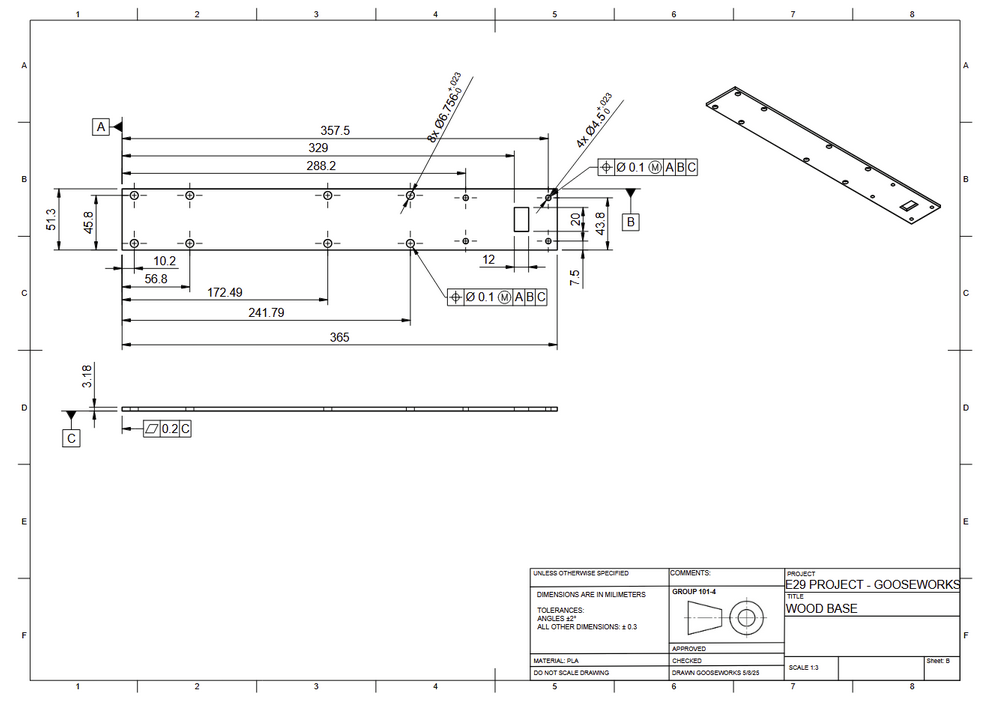 1 2 3 4 5 6 7 8
A A
B B
C C
D D
E E
F F
1 2 3 4 5 6 7 8
A
357.5
329
288.2
8x Ø6.756 +.023 0
4x Ø4.5 +.023 0
Ø 0.1 Ⓜ A B C
B
51.3
45.8
20
43.8
12
7.5
10.2
56.8
172.49
241.79
365
Ø 0.1 Ⓜ A B C
3.18
C
0.2 C
UNLESS OTHERWISE SPECIFIED
DIMENSIONS ARE IN MILIMETERS
TOLERANCES:
ANGLES ±2°
ALL OTHER DIMENSIONS: ± 0.3
MATERIAL: PLA
DO NOT SCALE DRAWING
COMMENTS:
GROUP 101-4
APPROVED
CHECKED
DRAWN GOOSEWORKS 5/8/25
PROJECT
E29 PROJECT - GOOSEWORKS
TITLE
WOOD BASE
SCALE 1:3
Sheet: B